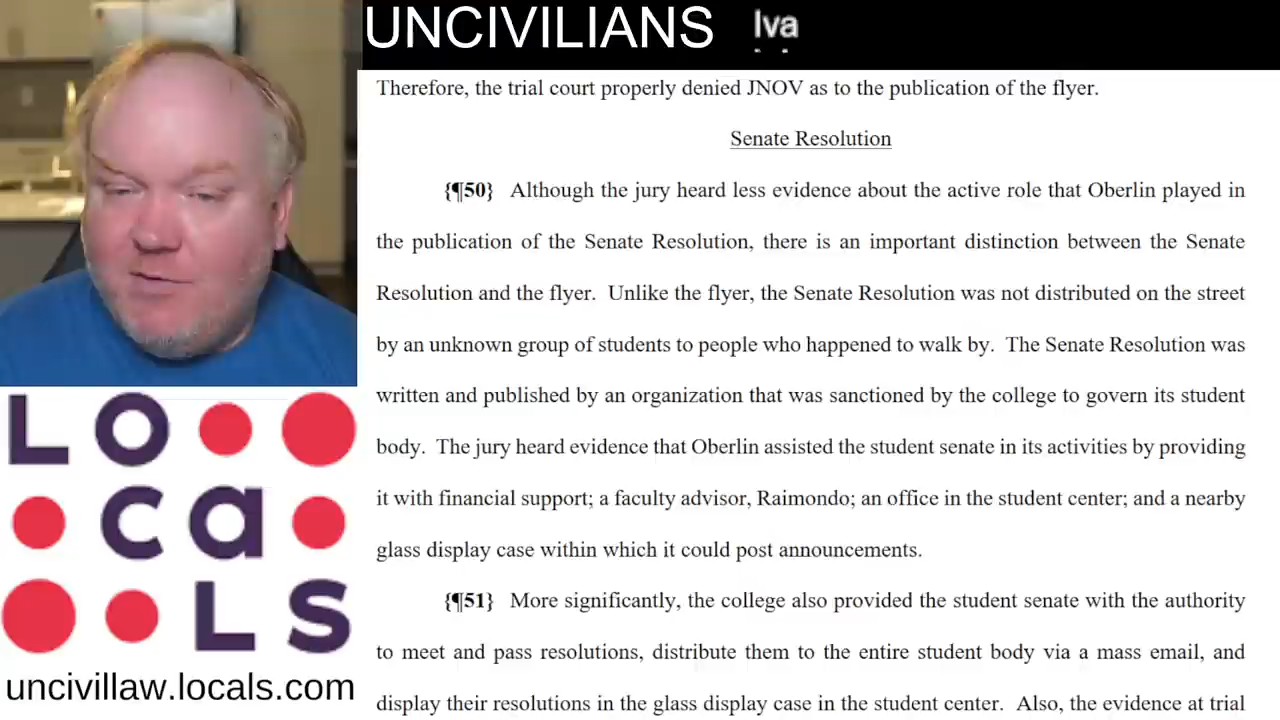 UNCIVILIANS
Iva
Therefore, the trial court properly denied JNOV as to the publication of the flyer.
Senate Resolution
{¶50} Although the jury heard less evidence about the active role that Oberlin played in
the publication of the Senate Resolution, there is an important distinction between the Senate
Resolution and the flyer. Unlike the flyer, the Senate Resolution was not distributed on the street
by an unknown group of students to people who happened to walk by. The Senate Resolution was
written and published by an organization that was sanctioned by the college to govern its student
body. The jury heard evidence that Oberlin assisted the student senate in its activities by providing
it with financial support; a faculty advisor, Raimondo; an office in the student center; and a nearby
glass display case within which it could post announcements.
{¶51} More significantly, the college also provided the student senate with the authority
to meet and pass resolutions, distribute them to the entire student body via a mass email, and
display their resolutions in the glass display case in the student center. Also, the evidence at trial
LO
ca
LS
uncivillaw.locals.com